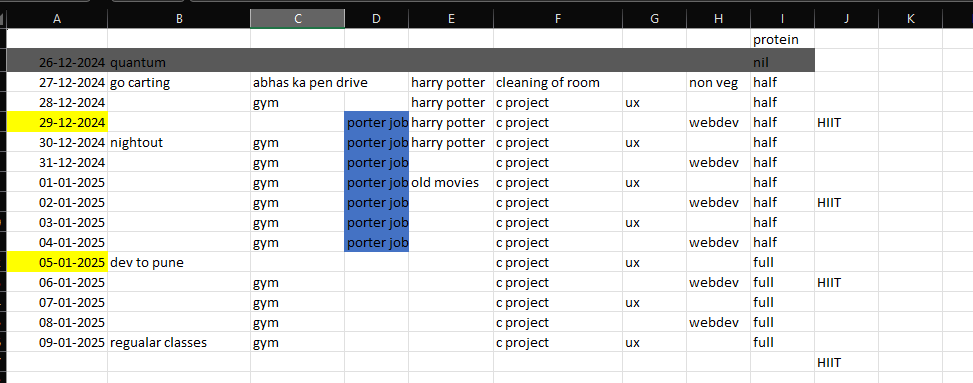 A B C D E F G H I J K
protein
26-12-2024 quantum nil
27-12-2024 go carting abhas ka pen drive harry potter cleaning of room non veg half
28-12-2024 gym harry potter c project ux half
29-12-2024 porter job harry potter c project webdev half HIIT
30-12-2024 nightout gym porter job harry potter c project ux half
31-12-2024 gym porter job c project webdev half
01-01-2025 gym porter job old movies c project ux half
02-01-2025 gym porter job c project webdev half HIIT
03-01-2025 gym porter job c project ux half
04-01-2025 gym porter job c project webdev half
05-01-2025 dev to pune c project ux full
06-01-2025 gym c project webdev full HIIT
07-01-2025 gym c project ux full
08-01-2025 gym c project webdev full
09-01-2025 regualar classes gym c project ux full
HIIT